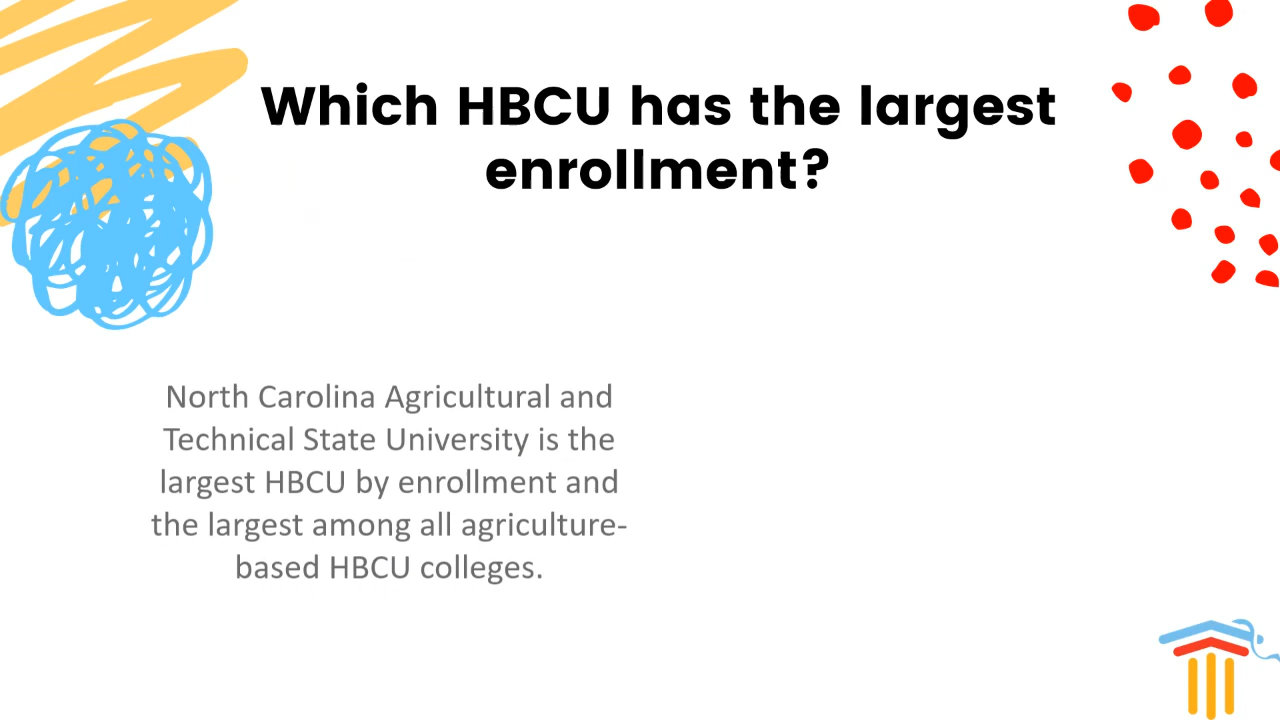 Which HBCU has the largest
enrollment?
North Carolina Agricultural and
Technical State University is the
largest HBCU by enrollment and
the largest among all agriculture-
based HBCU colleges.